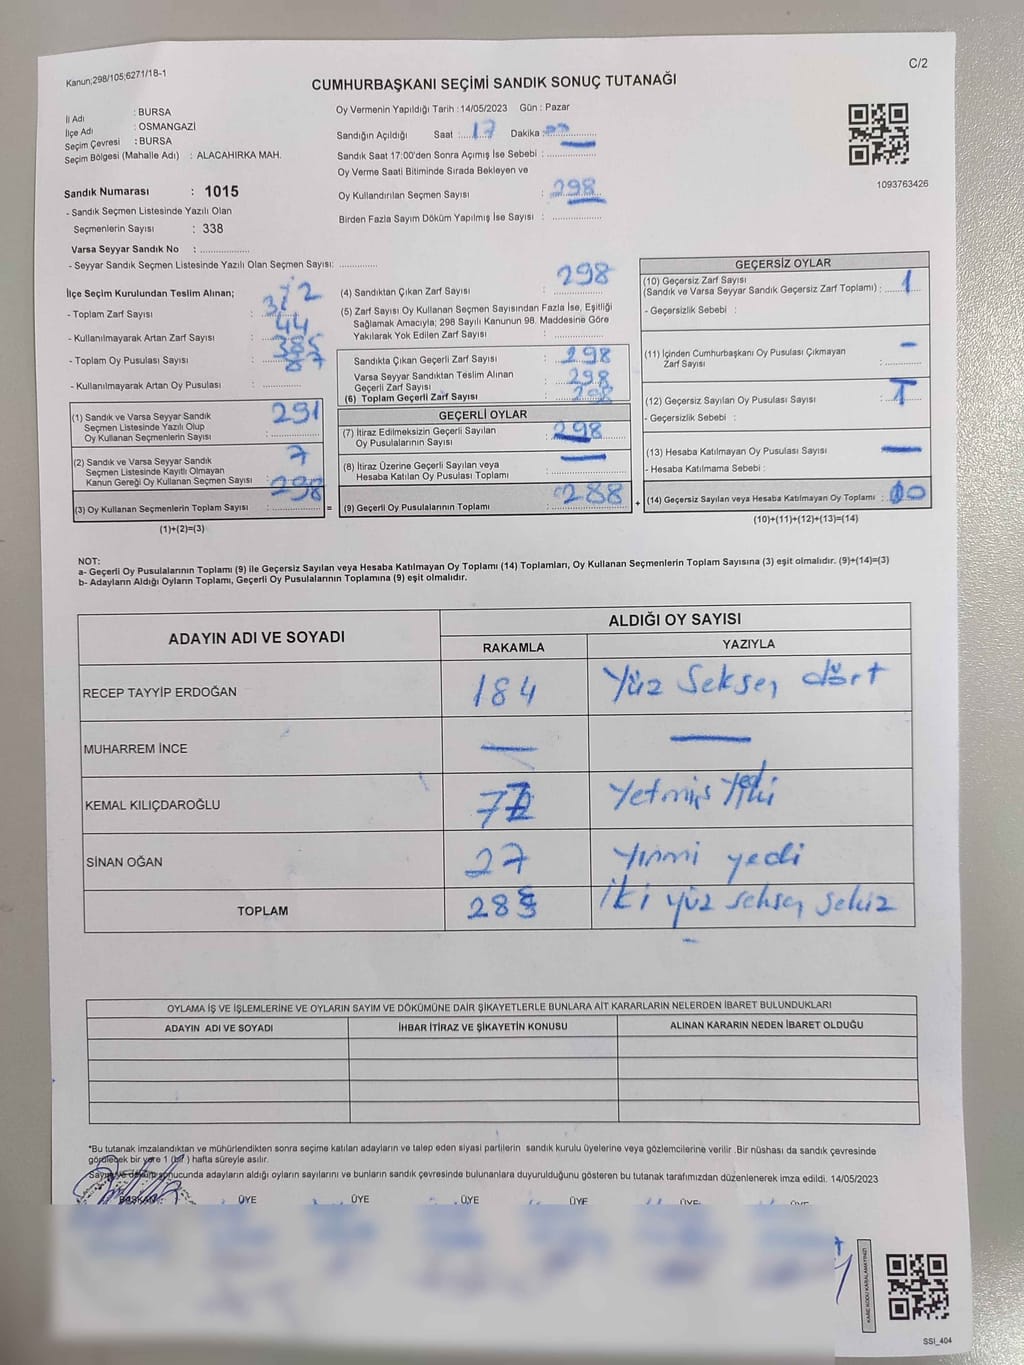 Kanun;298/105;6271/18-1
C/2
CUMHURBAŞKANI SEÇİMİ SANDIK SONUÇ TUTANAĞI
İl Adı : BURSA
İlçe Adı : OSMANGAZİ
Seçim Çevresi : BURSA
Seçim Bölgesi (Mahalle Adı) : ALACAHIRKA MAH.
Sandık Numarası : 1015
- Sandık Seçmen Listesinde Yazılı Olan
Seçmenlerin Sayısı : 338
Varsa Seyyar Sandık No : ................
- Seyyar Sandık Seçmen Listesinde Yazılı Olan Seçmen Sayısı: ............
Oy Vermenin Yapıldığı Tarih : 14/05/2023 Gün : Pazar
Sandığın Açıldığı Saat : 17 Dakika :
Sandık Saat 17:00'den Sonra Açımış İse Sebebi :
Oy Verme Saati Bitiminde Sırada Bekleyen ve
Oy Kullandırılan Seçmen Sayısı : 298
Birden Fazla Sayım Döküm Yapılmış İse Sayısı :
1093763426
İlçe Seçim Kurulundan Teslim Alınan;
- Toplam Zarf Sayısı :
- Kullanılmayarak Artan Zarf Sayısı : 44
- Toplam Oy Pusulası Sayısı : 385
- Kullanılmayarak Artan Oy Pusulası : 87
(1) Sandık ve Varsa Seyyar Sandık
Seçmen Listesinde Yazılı Olup
Oy Kullanan Seçmenlerin Sayısı : 291
(2) Sandık ve Varsa Seyyar Sandık
Seçmen Listesinde Kayıtlı Olmayan
Kanun Gereği Oy Kullanan Seçmen Sayısı : 7
(3) Oy Kullanan Seçmenlerin Toplam Sayısı : 298
=
(1)+(2)=(3)
(4) Sandıktan Çıkan Zarf Sayısı : 298
(5) Zarf Sayısı Oy Kullanan Seçmen Sayısından Fazla İse, Eşitliği
Sağlamak Amacıyla; 298 Sayılı Kanunun 98. Maddesine Göre
Yakılarak Yok Edilen Zarf Sayısı :
Sandıkta Çıkan Geçerli Zarf Sayısı : 298
Varsa Seyyar Sandıktan Teslim Alınan
Geçerli Zarf Sayısı : 298
(6) Toplam Geçerli Zarf Sayısı : 298
GEÇERLİ OYLAR
(7) İtiraz Edilmeksizin Geçerli Sayılan
Oy Pusulalarının Sayısı : 298
(8) İtiraz Üzerine Geçerli Sayılan veya
Hesaba Katılan Oy Pusulası Toplamı : —
(9) Geçerli Oy Pusulalarının Toplamı : 288
+
GEÇERSİZ OYLAR
(10) Geçersiz Zarf Sayısı
(Sandık ve Varsa Seyyar Sandık Geçersiz Zarf Toplamı) : 1
- Geçersizlik Sebebi :
(11) İçinden Cumhurbaşkanı Oy Pusulası Çıkmayan
Zarf Sayısı : —
(12) Geçersiz Sayılan Oy Pusulası Sayısı :
- Geçersizlik Sebebi :
(13) Hesaba Katılmayan Oy Pusulası Sayısı : —
- Hesaba Katılmama Sebebi :
(14) Geçersiz Sayılan veya Hesaba Katılmayan Oy Toplamı : 10
(10)+(11)+(12)+(13)=(14)
NOT:
a- Geçerli Oy Pusulalarının Toplamı (9) ile Geçersiz Sayılan veya Hesaba Katılmayan Oy Toplamı (14) Toplamları, Oy Kullanan Seçmenlerin Toplam Sayısına (3) eşit olmalıdır. (9)+(14)=(3)
b- Adayların Aldığı Oyların Toplamı, Geçerli Oy Pusulalarının Toplamına (9) eşit olmalıdır.
ADAYIN ADI VE SOYADI
ALDIĞI OY SAYISI
RAKAMLA YAZIYLA
RECEP TAYYİP ERDOĞAN 184 Yüz Seksen dört
MUHARREM İNCE — —
KEMAL KILIÇDAROĞLU 77 Yetmiş Yedi
SİNAN OĞAN 27 Yirmi yedi
TOPLAM 288 İki yüz seksen sekiz
OYLAMA İŞ VE İŞLEMLERİNE VE OYLARIN SAYIM VE DÖKÜMÜNE DAİR ŞİKAYETLERLE BUNLARA AİT KARARLARIN NELERDEN İBARET BULUNDUKLARI
ADAYIN ADI VE SOYADI İHBAR İTİRAZ VE ŞİKAYETİN KONUSU ALINAN KARARIN NEDEN İBARET OLDUĞU
*Bu tutanak imzalandıktan ve mühürlendikten sonra seçime katılan adayların ve talep eden siyasi partilerin sandık kurulu üyelerine veya gözlemcilerine verilir .Bir nüshası da sandık çevresinde
görülecek bir yere 1 (bir ) hafta süreyle asılır.
Sayım ve döküm sonucunda adayların aldığı oyların sayılarını ve bunların sandık çevresinde bulunanlara duyurulduğunu gösteren bu tutanak tarafımızdan düzenlenerek imza edildi. 14/05/2023
BAŞKAN ÜYE ÜYE ÜYE ÜYE ÜYE ÜYE
KARE KODU KARALAMAYINIZ!
SSİ_404